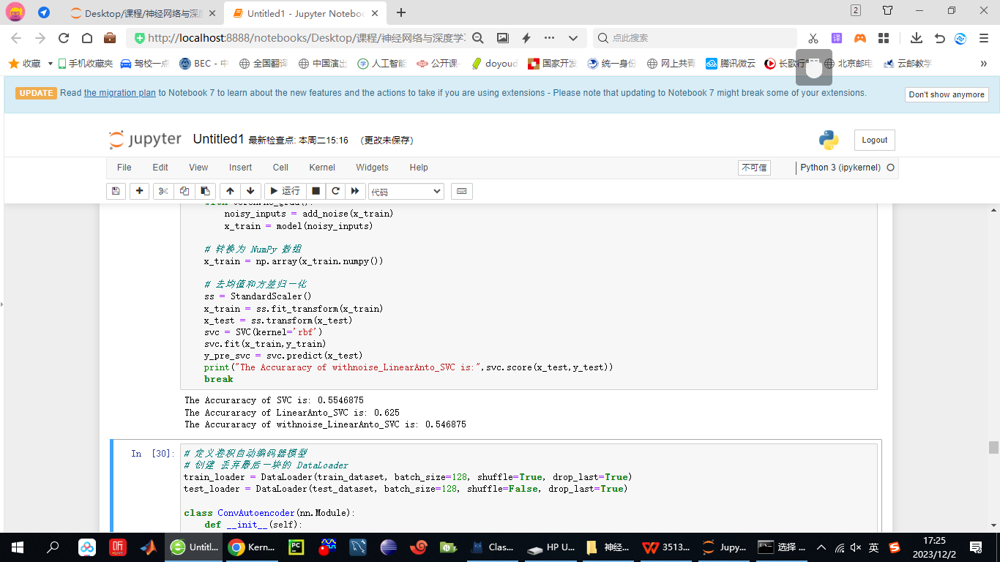 Desktop/课程/神经网络与深度
Untitled1 - Jupyter Noteboo
2
http://localhost:8888/notebooks/Desktop/课程/神经网络与深度学习
点此搜索
译
收藏
手机收藏夹
驾校一点
BEC - 中
全国翻译
中国演出
人工智能
公开课
doyoud
国家开发
统一身份
网上共青
腾讯微云
长歌行
北京邮电
云邮教学
»
UPDATE Read the migration plan to Notebook 7 to learn about the new features and the actions to take if you are using extensions - Please note that updating to Notebook 7 might break some of your extensions.
Don't show anymore
jupyter Untitled1 最新检查点: 本周二15:16 (更改未保存)
Logout
File Edit View Insert Cell Kernel Widgets Help
不可信
Python 3 (ipykernel)
运行
代码
noisy_inputs = add_noise(x_train)
x_train = model(noisy_inputs)
# 转换为 NumPy 数组
x_train = np.array(x_train.numpy())
# 去均值和方差归一化
ss = StandardScaler()
x_train = ss.fit_transform(x_train)
x_test = ss.transform(x_test)
svc = SVC(kernel='rbf')
svc.fit(x_train,y_train)
y_pre_svc = svc.predict(x_test)
print("The Accuraracy of withnoise_LinearAnto_SVC is:",svc.score(x_test,y_test))
break
The Accuraracy of SVC is: 0.5546875
The Accuraracy of LinearAnto_SVC is: 0.625
The Accuraracy of withnoise_LinearAnto_SVC is: 0.546875
In [30]:
# 定义卷积自动编码器模型
# 创建 丢弃最后一块的 DataLoader
train_loader = DataLoader(train_dataset, batch_size=128, shuffle=True, drop_last=True)
test_loader = DataLoader(test_dataset, batch_size=128, shuffle=False, drop_last=True)
class ConvAutoencoder(nn.Module):
def __init__(self):
听
Untitl...
Kern...
PC
Clas...
HP U...
神经...
3513...
Jupy...
选择 ...
英
17:25
2023/12/2